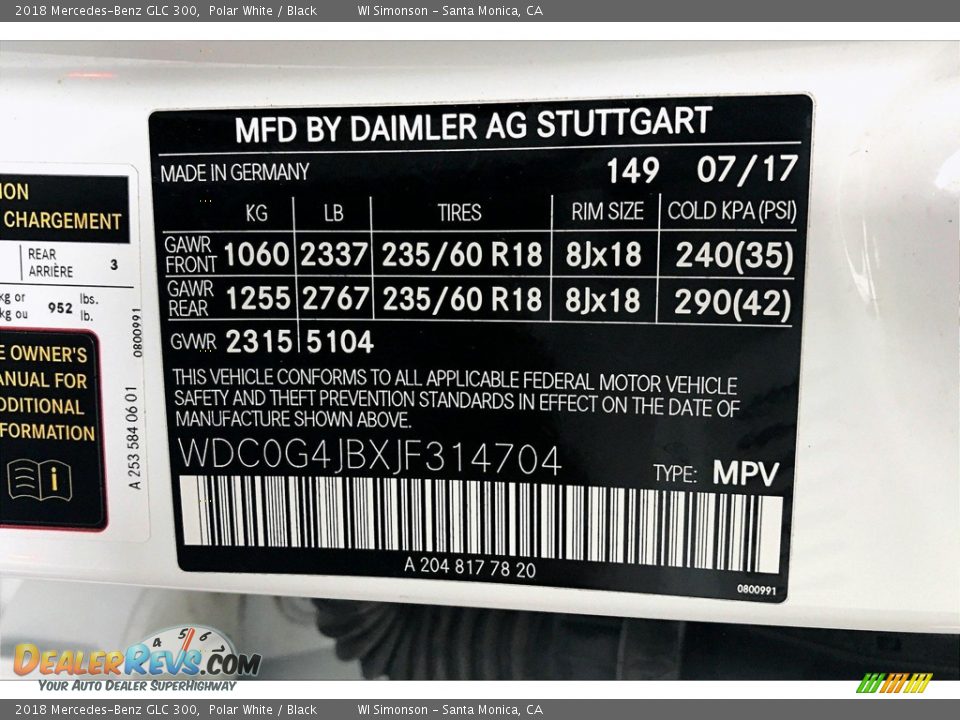 2018 Mercedes-Benz GLC 300, Polar White / Black WI Simonson - Santa Monica, CA
MFD BY DAIMLER AG STUTTGART
MADE IN GERMANY 149 07/17
KG LB TIRES RIM SIZE COLD KPA (PSI)
GAWR FRONT 1060 2337 235/60 R18 8Jx18 240(35)
GAWR REAR 1255 2767 235/60 R18 8Jx18 290(42)
GVWR 2315 5104
THIS VEHICLE CONFORMS TO ALL APPLICABLE FEDERAL MOTOR VEHICLE
SAFETY AND THEFT PREVENTION STANDARDS IN EFFECT ON THE DATE OF
MANUFACTURE SHOWN ABOVE.
WDC0G4JBXJF314704 TYPE: MPV
A 204 817 78 20
0800991
CHARGEMENT
REAR
ARRIÈRE 3
kg or 952 lbs.
kg ou lb.
OWNER'S
FOR
A 253 584 06 01 0800991
4 5 6
DEALERREVS.COM
YOUR AUTO DEALER SUPERHIGHWAY
2018 Mercedes-Benz GLC 300, Polar White / Black WI Simonson - Santa Monica, CA